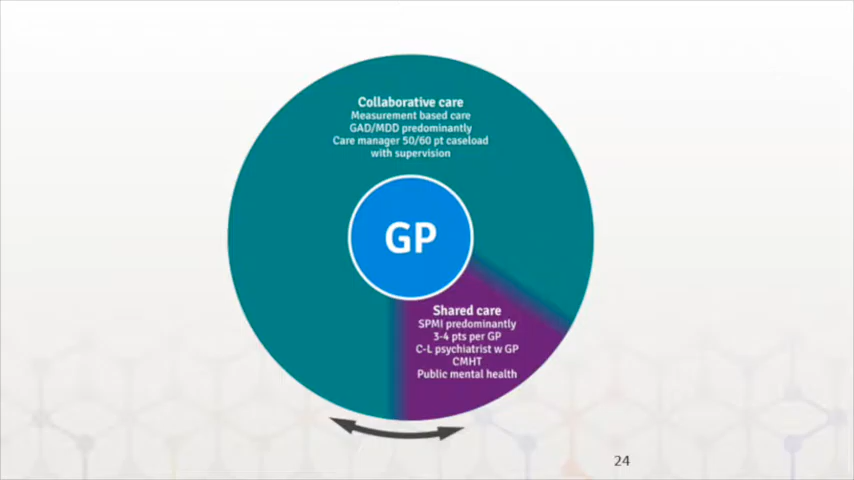 Collaborative care
Measurement based care
GAD/MDD predominantly
Care manager 50/60 pt caseload
with supervision
GP
Shared care
SPMI predominantly
3-4 pts per GP
C-L psychiatrist w GP
CMHT
Public mental health
24